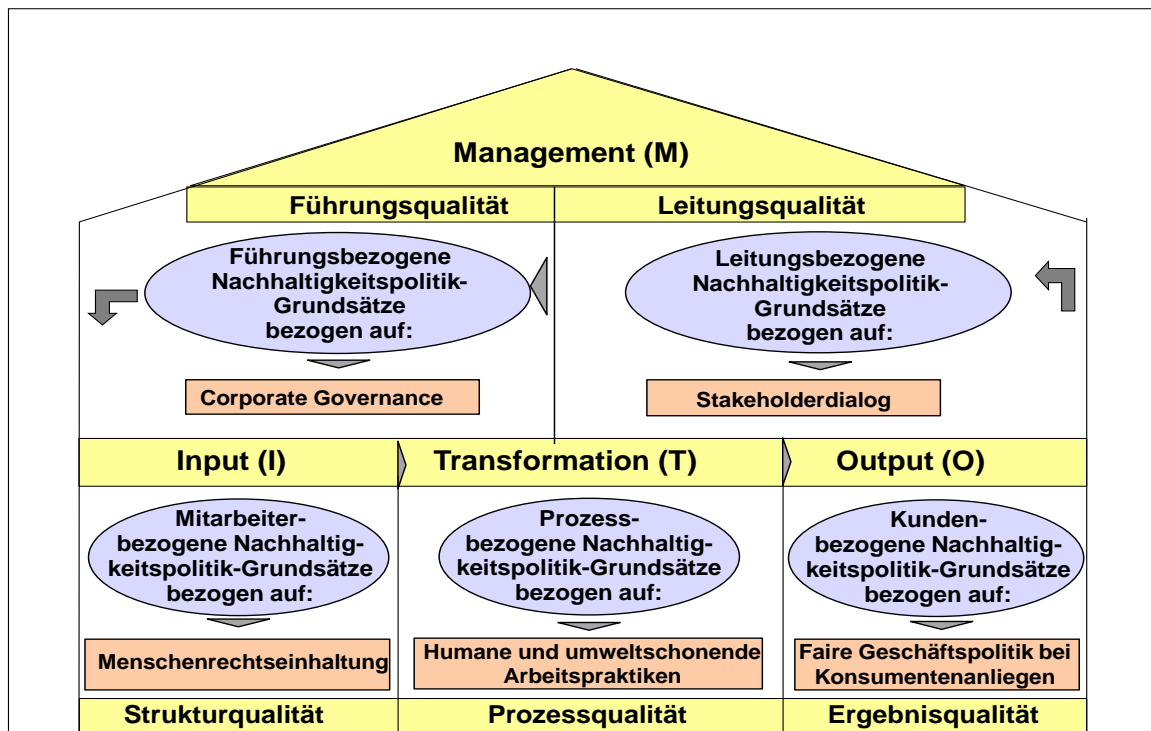 Management (M)
Führungsqualität
Leitungsqualität
Führungsbezogene
Nachhaltigkeitspolitik-
Grundsätze
bezogen auf:
Leitungsbezogene
Nachhaltigkeitspolitik-
Grundsätze
bezogen auf:
Corporate Governance
Stakeholderdialog
Input (I)
Transformation (T)
Output (O)
Mitarbeiter-
bezogene Nachhaltig-
keitspolitik-Grundsätze
bezogen auf:
Prozess-
bezogene Nachhaltig-
keitspolitik-Grundsätze
bezogen auf:
Kunden-
bezogene Nachhaltig-
keitspolitik-Grundsätze
bezogen auf:
Menschenrechtseinhaltung
Humane und umweltschonende
Arbeitspraktiken
Faire Geschäftspolitik bei
Konsumentenanliegen
Strukturqualität
Prozessqualität
Ergebnisqualität